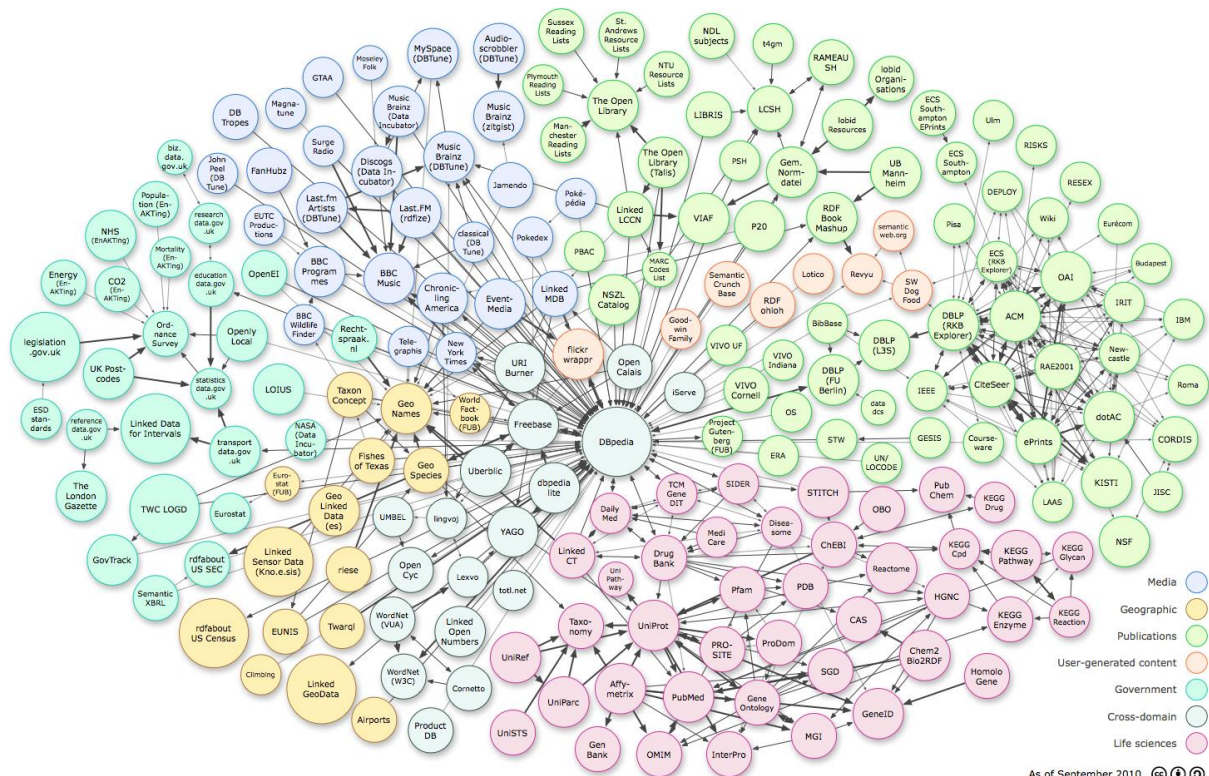 Sussex
Reading
Lists
St.
Andrews
Resource
Lists
NDL
subjects
t4gm
Audio-
scrobbler
(DBTune)
MySpace
(DBTune)
Moseley
Folk
GTAA
RAMEAU
SH
lobid
Organi-
sations
NTU
Resource
Lists
Plymouth
Reading
Lists
The Open
Library
LCSH
LIBRIS
Music
Brainz
(Data
Incubator)
Magna-
tune
DB
Tropes
Music
Brainz
(zitgist)
Man-
chester
Reading
Lists
lobid
Resources
ECS
South-
ampton
EPrints
Ulm
RISKS
biz.
data.
gov.uk
John
Peel
(DB
Tune)
Surge
Radio
Discogs
(Data In-
cubator)
Music
Brainz
(DBTune)
The Open
Library
(Talis)
PSH
Gem.
Norm-
datei
UB
Mann-
heim
ECS
South-
ampton
RESEX
FanHubz
Last.fm
Artists
(DBTune)
Last.FM
(rdfize)
Jamendo
Poké-
pédia
Linked
LCCN
VIAF
P20
RDF
Book
Mashup
DEPLOY
Popula-
tion (En-
AKTing)
research
data.gov
.uk
EUTC
Produc-
tions
classical
(DB
Tune)
Pokedex
semantic
web.org
Pisa
Wiki
Eurécom
NHS
(EnAKTing)
Mortality
(En-
AKTing)
PBAC
MARC
Codes
List
ECS
(RKB
Explorer)
OAI
Budapest
Energy
(En-
AKTing)
CO2
(En-
AKTing)
education
data.gov
.uk
OpenEI
BBC
Program
mes
BBC
Music
Chronic-
ling
America
Event-
Media
Linked
MDB
NSZL
Catalog
Semantic
Crunch
Base
RDF
ohloh
Lotico
Revyu
SW
Dog
Food
IRIT
IBM
legislation
.gov.uk
Ord-
nance
Survey
Openly
Local
BBC
Wildlife
Finder
Recht-
spraak.
nl
Tele-
graphis
New
York
Times
URI
Burner
flickr
wrappr
Open
Calais
Good-
win
Family
VIVO UF
BibBase
DBLP
(L3S)
DBLP
(RKB
Explorer)
ACM
New-
castle
UK Post-
codes
statistics
data.gov
.uk
LOIUS
Taxon
Concept
Geo
Names
World
Fact-
book
(FUB)
Freebase
iServe
VIVO
Indiana
VIVO
Cornell
DBLP
(FU
Berlin)
data
dcs
IEEE
CiteSeer
RAE2001
Roma
ESD
stan-
dards
reference
data.gov
.uk
Linked Data
for Intervals
transport
data.gov
.uk
NASA
(Data
Incu-
bator)
Fishes
of Texas
Geo
Species
Uberblic
DBpedia
dbpedia
lite
Project
Guten-
berg
(FUB)
OS
STW
ERA
UN/
LOCODE
GESIS
Course-
ware
ePrints
dotAC
CORDIS
The
London
Gazette
TWC LOGD
Eurostat
Euro-
stat
(FUB)
Geo
Linked
Data
(es)
UMBEL
lingvoj
YAGO
Daily
Med
TCM
Gene
DIT
SIDER
STITCH
Pub
Chem
KEGG
Drug
LAAS
KISTI
JISC
NSF
GovTrack
rdfabout
US SEC
Linked
Sensor Data
(Kno.e.sis)
riese
Open
Cyc
Lexvo
totl.net
Linked
CT
Uni
Path-
way
Drug
Bank
Medi
Care
Disea-
some
OBO
ChEBI
KEGG
Cpd
KEGG
Pathway
KEGG
Glycan
Semantic
XBRL
rdfabout
US Census
EUNIS
Twarql
WordNet
(VUA)
Linked
Open
Numbers
Taxo-
nomy
UniProt
Pfam
PDB
Reactome
HGNC
KEGG
Enzyme
KEGG
Reaction
Climbing
Linked
GeoData
Airports
WordNet
(W3C)
Cornetto
Product
DB
UniRef
UniParc
UniSTS
Affy-
metrix
Gen
Bank
OMIM
PubMed
PRO-
SITE
ProDom
Gene
Ontology
InterPro
SGD
MGI
CAS
Chem2
Bio2RDF
GeneID
Homolo
Gene
Media
Geographic
Publications
User-generated content
Government
Cross-domain
Life sciences
As of September 2010